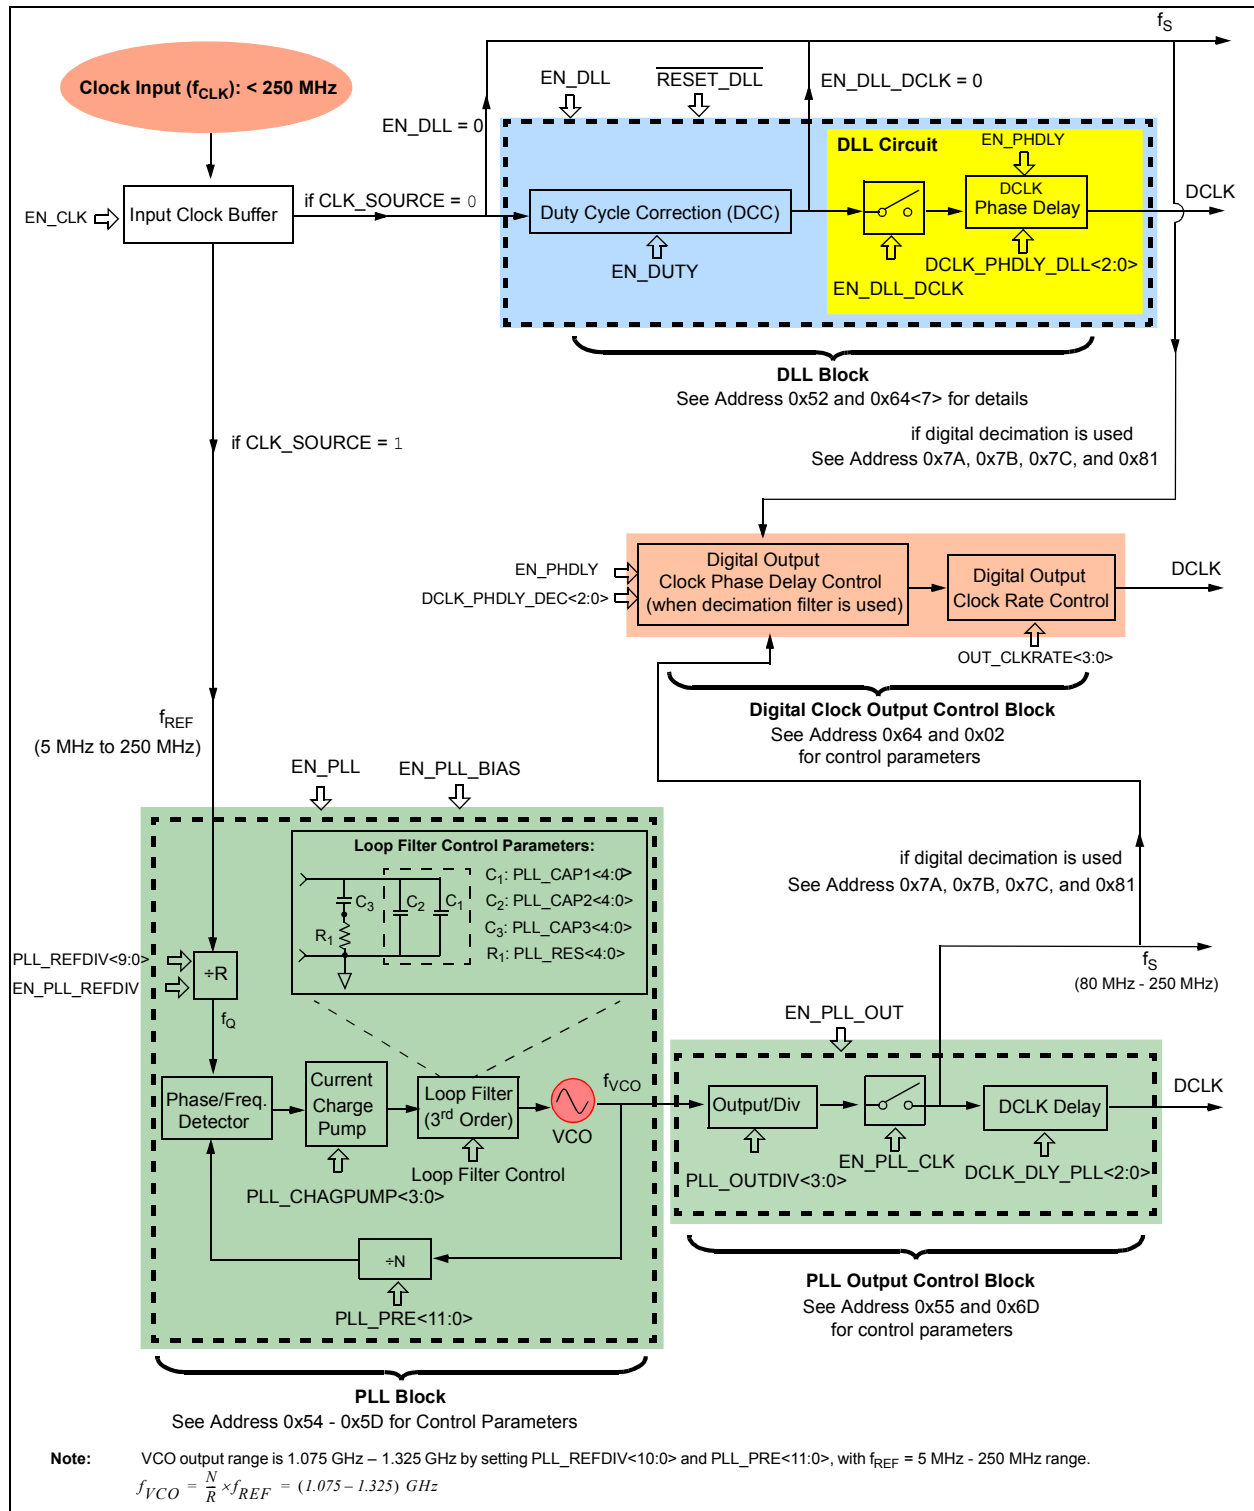 f_S
Clock Input (f_CLK): < 250 MHz
EN_DLL
RESET_DLL
EN_DLL_DCLK = 0
EN_DLL = 0
DLL Circuit
EN_PHDLY
EN_CLK
Input Clock Buffer
if CLK_SOURCE = 0
Duty Cycle Correction (DCC)
DCLK
Phase Delay
DCLK
EN_DUTY
EN_DLL_DCLK
DCLK_PHDLY_DLL<2:0>
DLL Block
See Address 0x52 and 0x64<7> for details
if CLK_SOURCE = 1
if digital decimation is used
See Address 0x7A, 0x7B, 0x7C, and 0x81
EN_PHDLY
DCLK_PHDLY_DEC<2:0>
Digital Output
Clock Phase Delay Control
(when decimation filter is used)
Digital Output
Clock Rate Control
DCLK
OUT_CLKRATE<3:0>
Digital Clock Output Control Block
See Address 0x64 and 0x02
for control parameters
f_REF
(5 MHz to 250 MHz)
EN_PLL
EN_PLL_BIAS
Loop Filter Control Parameters:
C1: PLL_CAP1<4:0>
C2: PLL_CAP2<4:0>
C3: PLL_CAP3<4:0>
R1: PLL_RES<4:0>
C3
C2
C1
R1
if digital decimation is used
See Address 0x7A, 0x7B, 0x7C, and 0x81
PLL_REFDIV<9:0>
EN_PLL_REFDIV
÷R
f_Q
f_S
(80 MHz - 250 MHz)
EN_PLL_OUT
Phase/Freq.
Detector
Current
Charge
Pump
Loop Filter
(3rd Order)
VCO
f_VCO
Output/Div
DCLK Delay
DCLK
Loop Filter Control
PLL_CHAGPUMP<3:0>
PLL_OUTDIV<3:0>
EN_PLL_CLK
DCLK_DLY_PLL<2:0>
÷N
PLL_PRE<11:0>
PLL Output Control Block
See Address 0x55 and 0x6D
for control parameters
PLL Block
See Address 0x54 - 0x5D for Control Parameters
Note: VCO output range is 1.075 GHz – 1.325 GHz by setting PLL_REFDIV<10:0> and PLL_PRE<11:0>, with f_REF = 5 MHz - 250 MHz range.
f_VCO = N/R × f_REF = (1.075 – 1.325) GHz